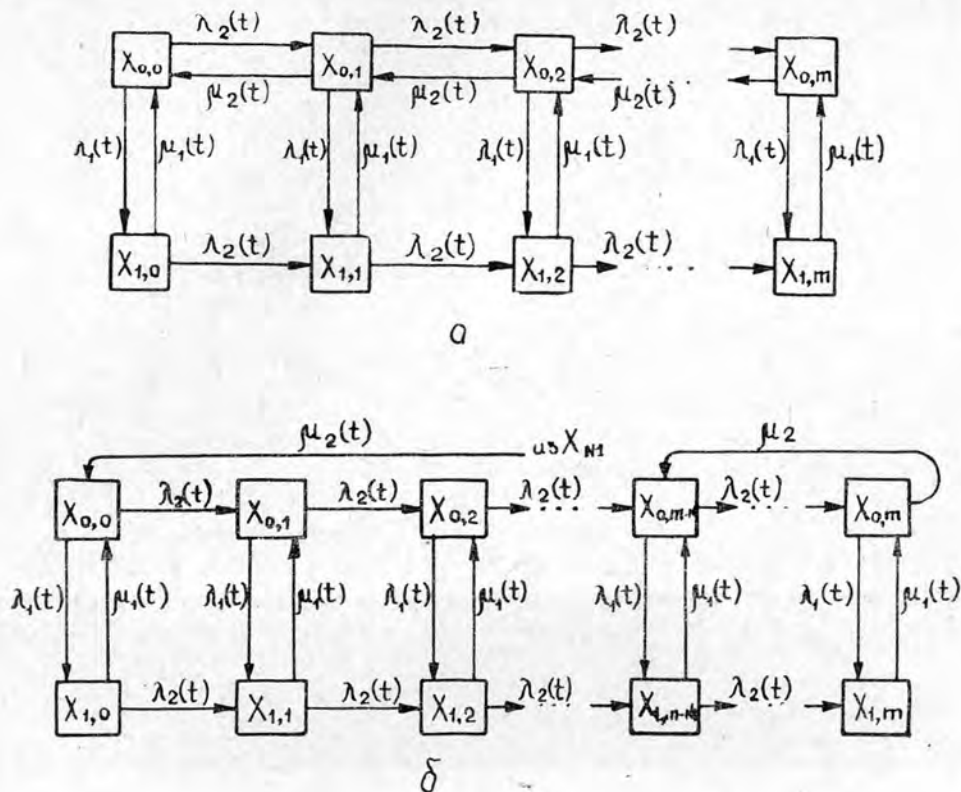 λ₂(t) λ₂(t) λ₂(t)
X₀,₀ X₀,₁ X₀,₂ .... X₀,m
μ₂(t) μ₂(t) μ₂(t)
λ₁(t) μ₁(t) λ₁(t) μ₁(t) λ₁(t) μ₁(t) λ₁(t) μ₁(t)
λ₂(t) λ₂(t) λ₂(t)
X₁,₀ X₁,₁ X₁,₂ ..... X₁,m
а
μ₂(t) из X_N1 μ₂
λ₂(t) λ₂(t) λ₂(t) λ₂(t)
X₀,₀ X₀,₁ X₀,₂ .... .... X₀,m
λ₁(t) μ₁(t) λ₁(t) μ₁(t) λ₁(t) μ₁(t) λ₁(t) μ₁(t) λ₁(t) μ₁(t)
λ₂(t) λ₂(t) λ₂(t) λ₂(t)
X₁,₀ X₁,₁ X₁,₂ .... .... X₁,m
б